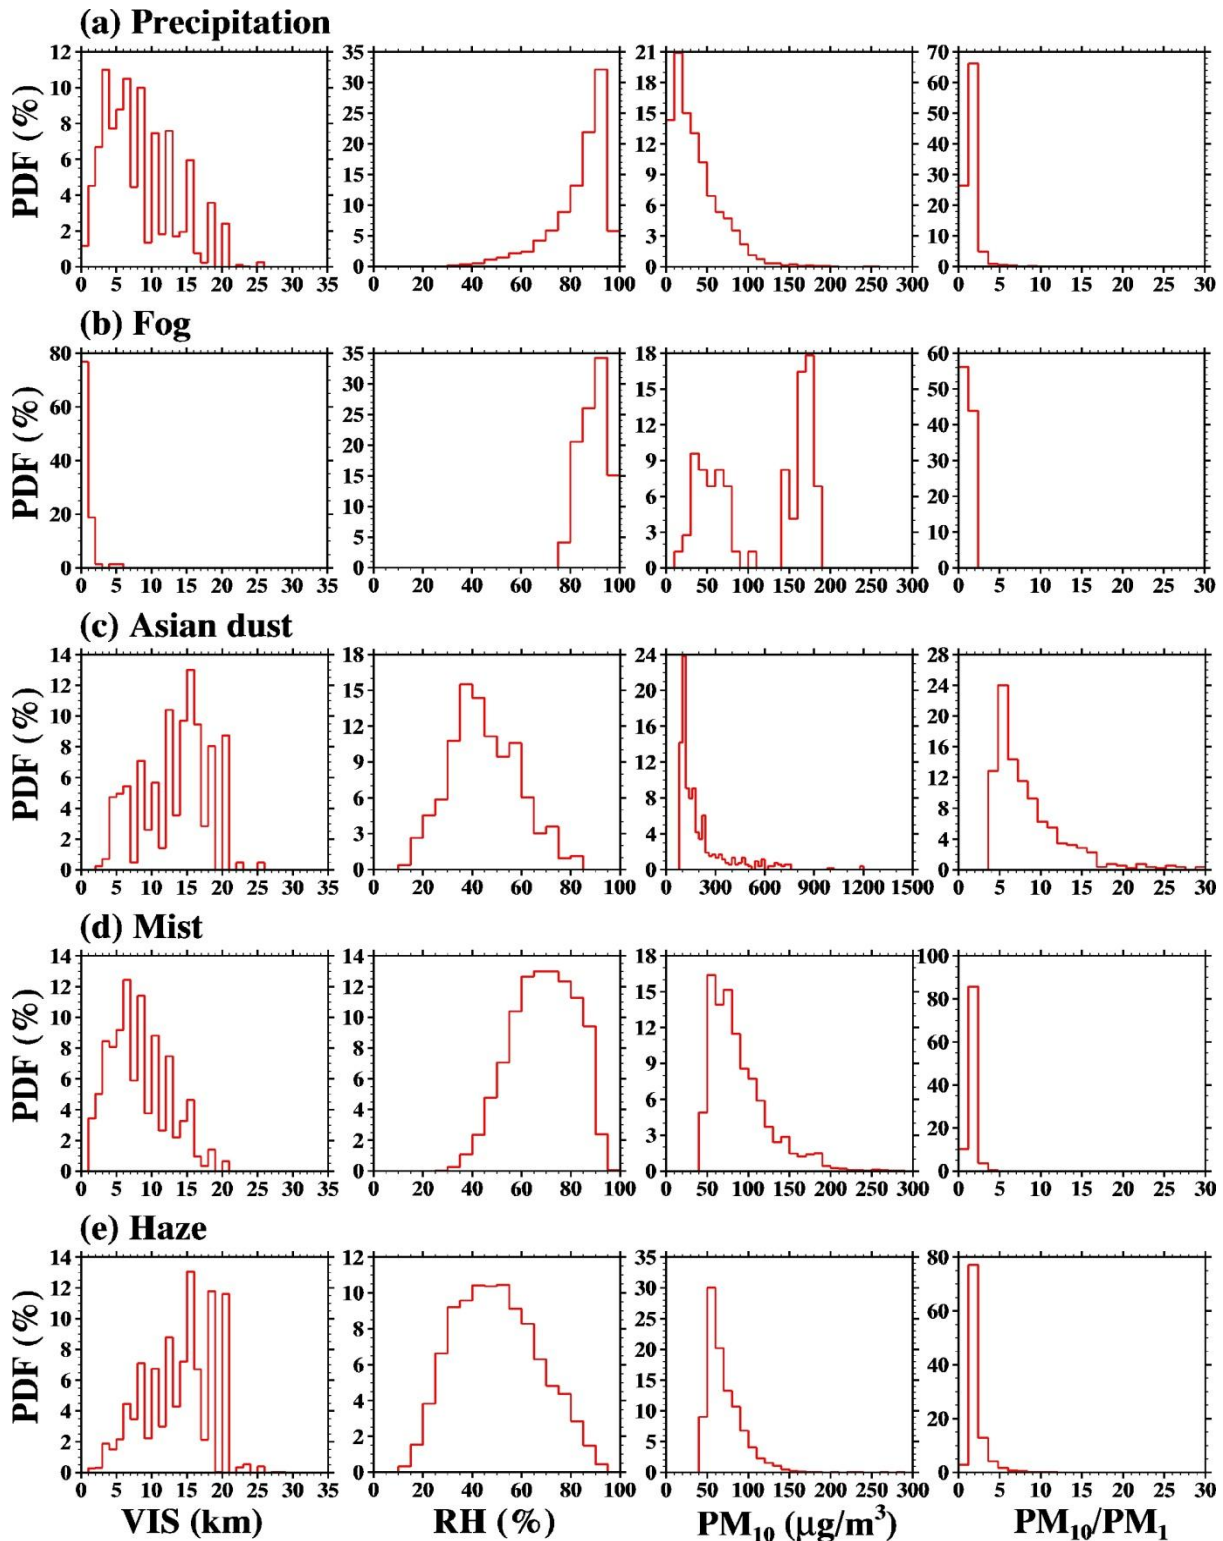 (a) Precipitation
PDF (%)
12 10 8 6 4 2 0
0 5 10 15 20 25 30 35
35 30 25 20 15 10 5 0
0 20 40 60 80 100
21 18 15 12 9 6 3 0
0 50 100 150 200 250 300
70 60 50 40 30 20 10 0
0 5 10 15 20 25 30
(b) Fog
PDF (%)
80 60 40 20 0
0 5 10 15 20 25 30 35
35 30 25 20 15 10 5 0
0 20 40 60 80 100
18 15 12 9 6 3 0
0 50 100 150 200 250 300
60 50 40 30 20 10 0
0 5 10 15 20 25 30
(c) Asian dust
PDF (%)
14 12 10 8 6 4 2 0
0 5 10 15 20 25 30 35
18 15 12 9 6 3 0
0 20 40 60 80 100
24 20 16 12 8 4 0
300 600 900 1200 1500
28 24 20 16 12 8 4 0
0 5 10 15 20 25 30
(d) Mist
PDF (%)
14 12 10 8 6 4 2 0
0 5 10 15 20 25 30 35
14 12 10 8 6 4 2 0
0 20 40 60 80 100
18 15 12 9 6 3 0
0 50 100 150 200 250 300
100 80 60 40 20 0
0 5 10 15 20 25 30
(e) Haze
PDF (%)
14 12 10 8 6 4 2 0
0 5 10 15 20 25 30 35
VIS (km)
12 10 8 6 4 2 0
0 20 40 60 80 100
RH (%)
35 30 25 20 15 10 5 0
0 50 100 150 200 250 300
PM₁₀ (μg/m³)
80 60 40 20 0
0 5 10 15 20 25 30
PM₁₀/PM₁